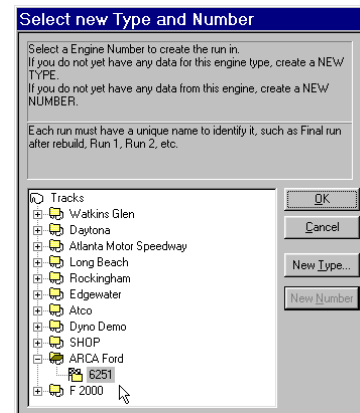 Select new Type and Number
Select a Engine Number to create the run in.
If you do not yet have any data for this engine type, create a NEW
TYPE.
If you do not yet have any data from this engine, create a NEW
NUMBER.
Each run must have a unique name to identify it, such as Final run
after rebuild, Run 1, Run 2, etc.
Tracks
Watkins Glen
Daytona
Atlanta Motor Speedway
Long Beach
Rockingham
Edgewater
Atco
Dyno Demo
SHOP
ARCA Ford
6251
F 2000
OK
Cancel
New Type...
New Number